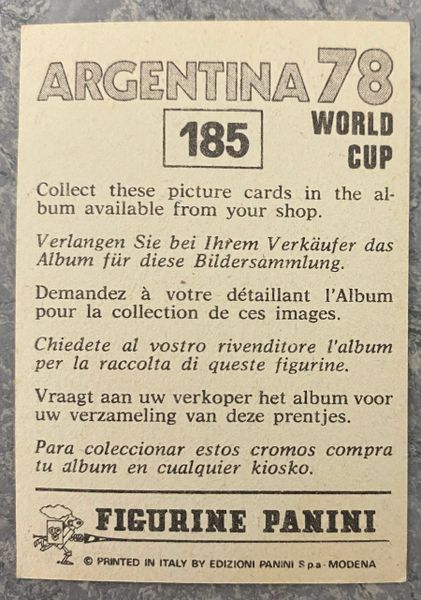 ARGENTINA 78
185
WORLD
CUP
Collect these picture cards in the al-
bum available from your shop.
Verlangen Sie bei Ihrem Verkäufer das
Album für diese Bildersammlung.
Demandez à votre détaillant l'Album
pour la collection de ces images.
Chiedete al vostro rivenditore l'album
per la raccolta di queste figurine.
Vraagt aan uw verkoper het album voor
uw verzameling van deze prentjes.
Para coleccionar estos cromos compra
tu album en cualquier kiosko.
FIGURINE PANINI
© PRINTED IN ITALY BY EDIZIONI PANINI S.p.a - MODENA